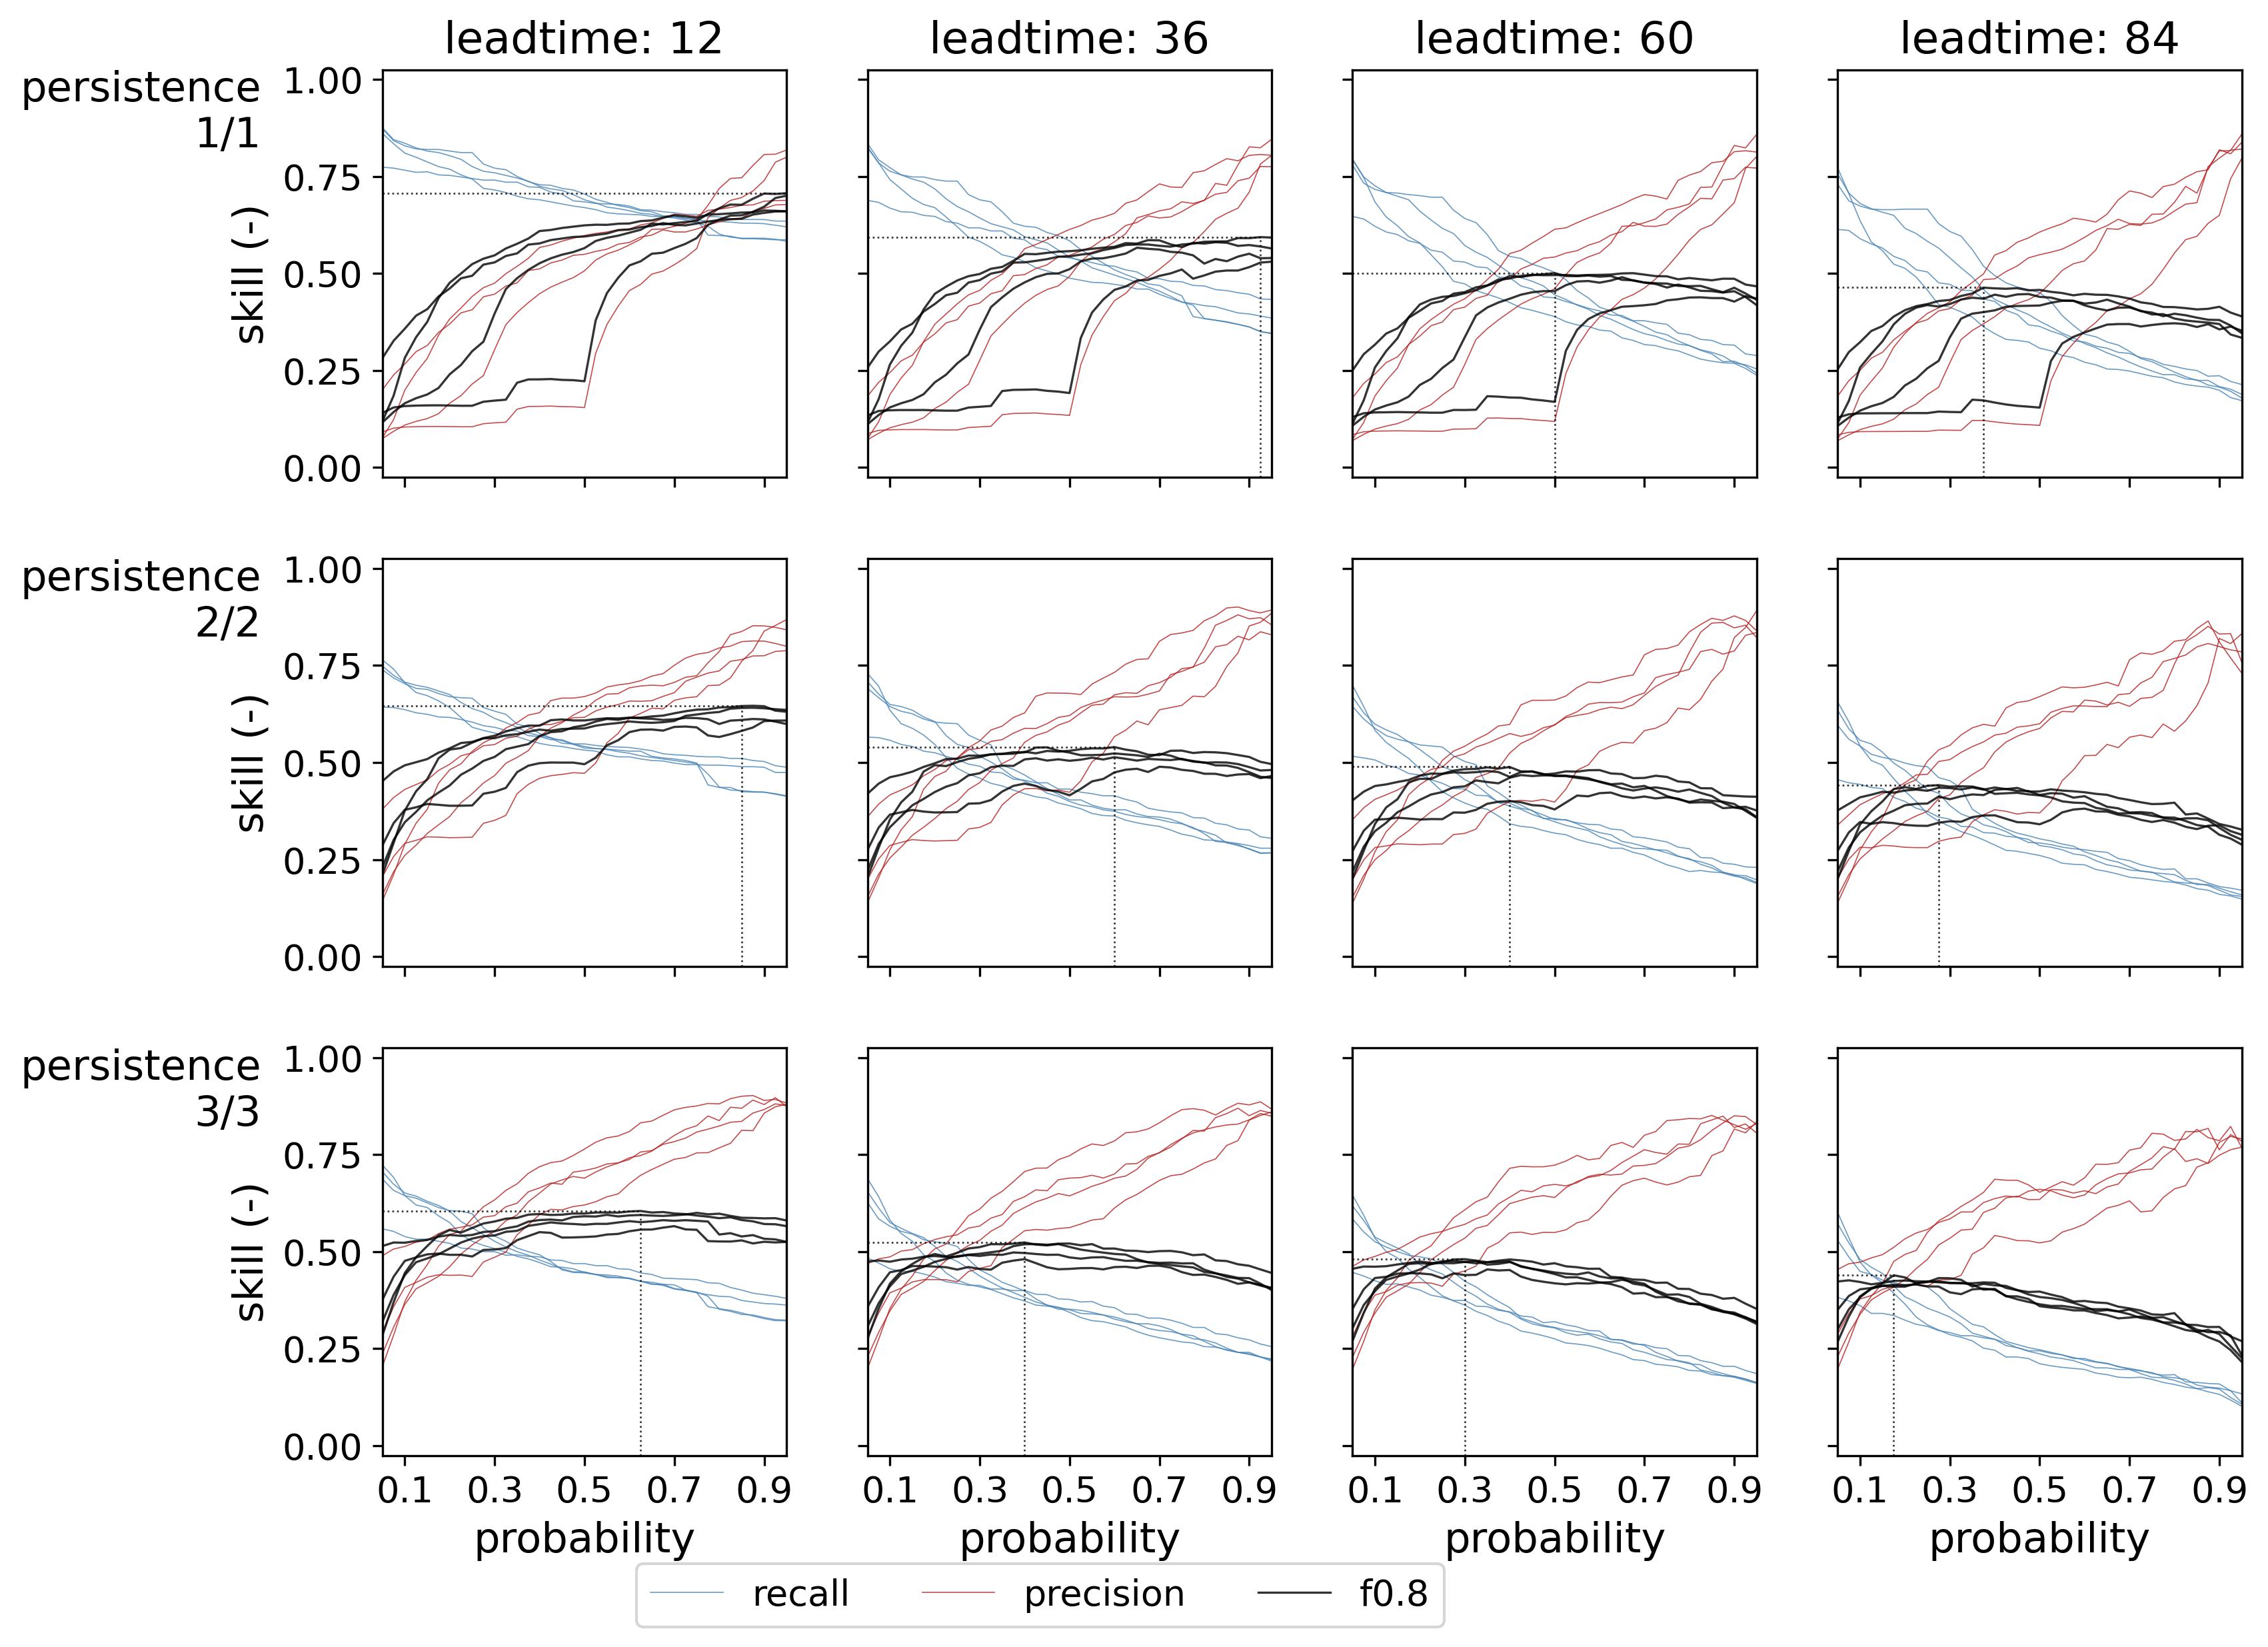 leadtime: 12
leadtime: 36
leadtime: 60
leadtime: 84
persistence
1/1
skill (-)
1.00
0.75
0.50
0.25
0.00
persistence
2/2
skill (-)
1.00
0.75
0.50
0.25
0.00
persistence
3/3
skill (-)
1.00
0.75
0.50
0.25
0.00
0.1 0.3 0.5 0.7 0.9
0.1 0.3 0.5 0.7 0.9
0.1 0.3 0.5 0.7 0.9
0.1 0.3 0.5 0.7 0.9
probability
probability
probability
probability
recall
precision
f0.8